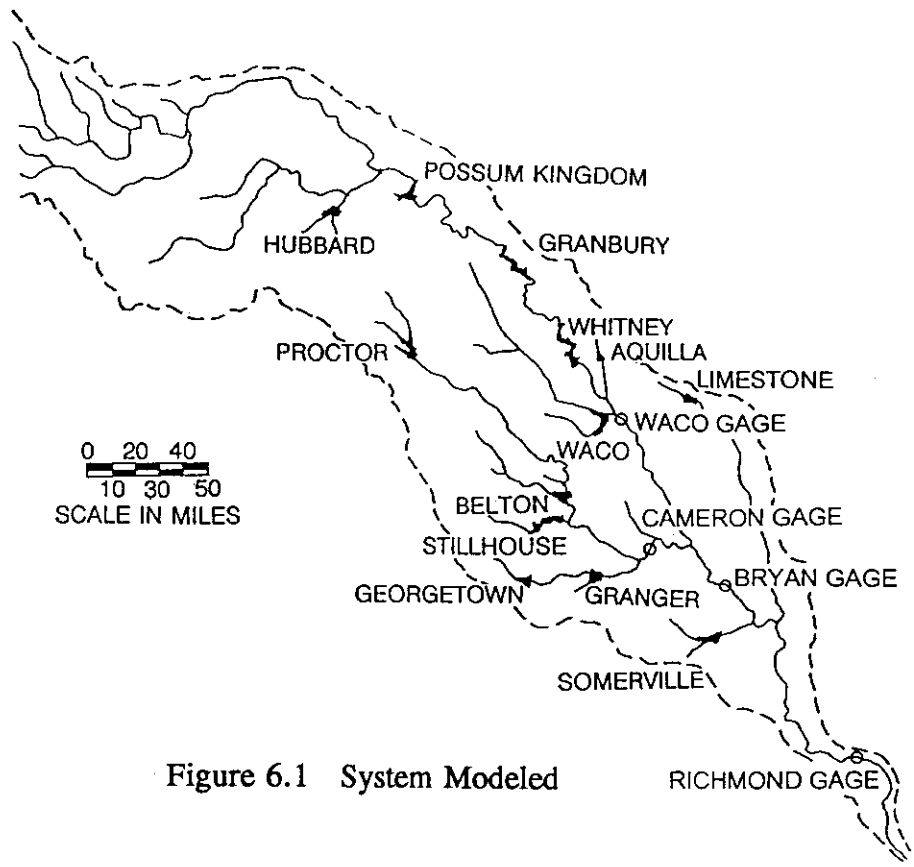 POSSUM KINGDOM
HUBBARD
GRANBURY
WHITNEY
AQUILLA
PROCTOR
LIMESTONE
WACO GAGE
WACO
0 20 40
10 30 50
SCALE IN MILES
BELTON
CAMERON GAGE
STILLHOUSE
BRYAN GAGE
GEORGETOWN
GRANGER
SOMERVILLE
Figure 6.1 System Modeled
RICHMOND GAGE